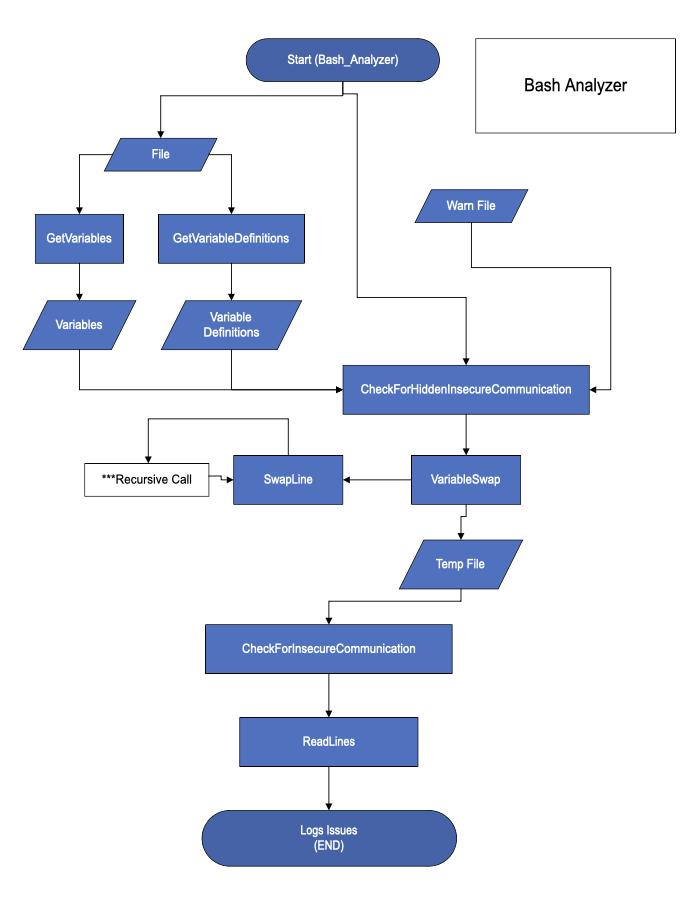 Start (Bash_Analyzer)
Bash Analyzer
File
Warn File
GetVariables
GetVariableDefinitions
Variables
Variable
Definitions
CheckForHiddenInsecureCommunication
***Recursive Call
SwapLine
VariableSwap
Temp File
CheckForInsecureCommunication
ReadLines
Logs Issues
(END)